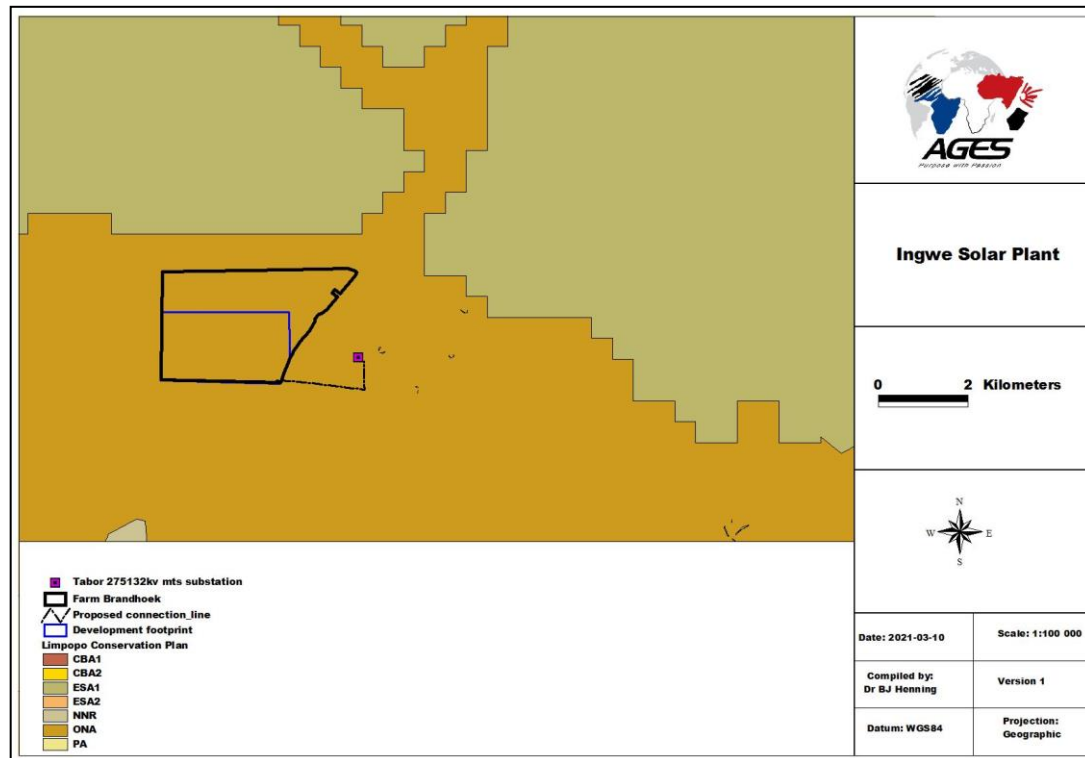 AGES
Purpose with Passion
Ingwe Solar Plant
0 2 Kilometers
N
W E
S
Tabor 275132kv mts substation
Farm Brandhoek
Proposed connection_line
Development footprint
Limpopo Conservation Plan
CBA1
CBA2
ESA1
ESA2
NNR
ONA
PA
Date: 2021-03-10
Scale: 1:100 000
Compiled by:
Dr BJ Henning
Version 1
Datum: WGS84
Projection:
Geographic